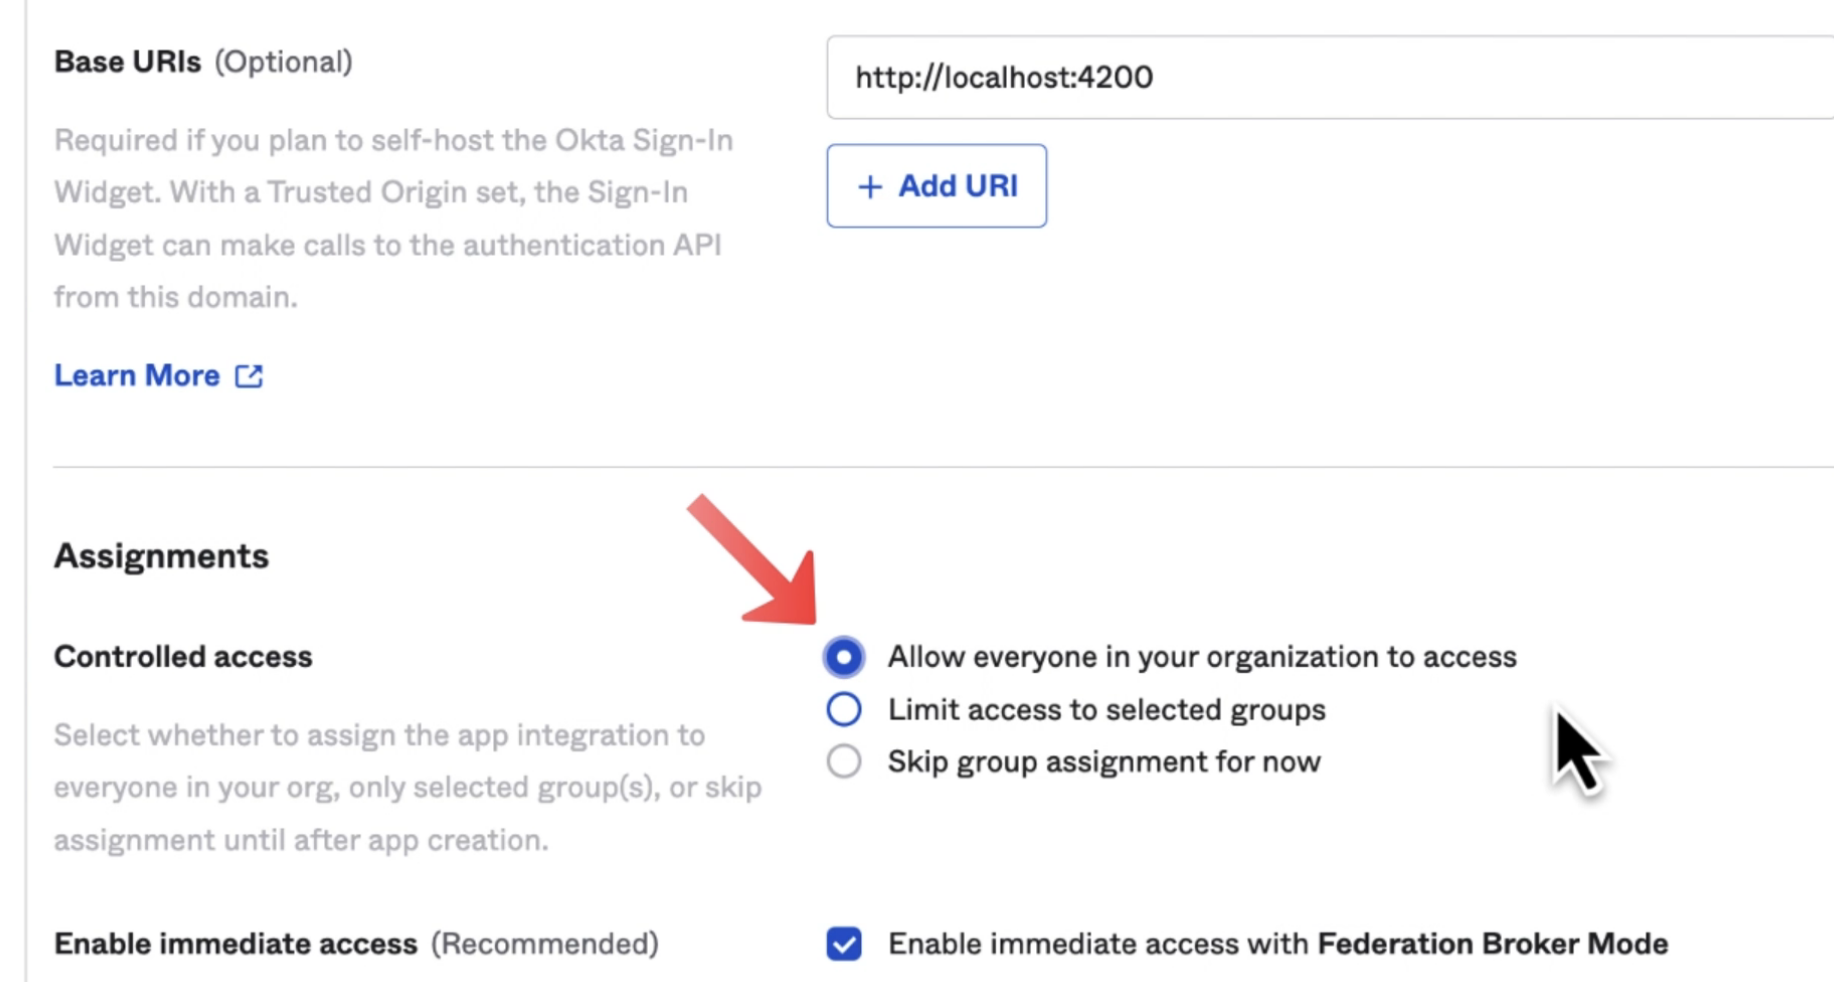 Base URIs (Optional)
http://localhost:4200
Required if you plan to self-host the Okta Sign-In
Widget. With a Trusted Origin set, the Sign-In
Widget can make calls to the authentication API
from this domain.
+ Add URI
Learn More
Assignments
Controlled access
Select whether to assign the app integration to
everyone in your org, only selected group(s), or skip
assignment until after app creation.
Allow everyone in your organization to access
Limit access to selected groups
Skip group assignment for now
Enable immediate access (Recommended)
Enable immediate access with Federation Broker Mode